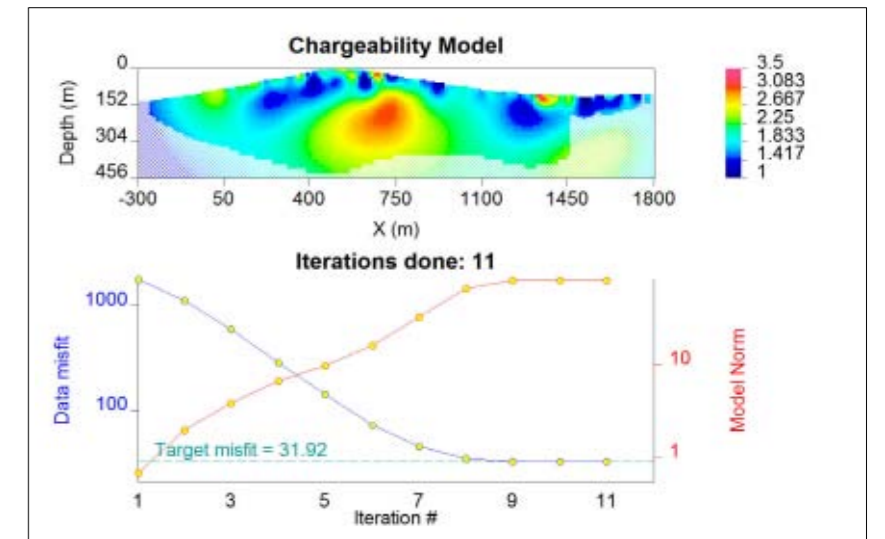 Chargeability Model
0
152
304
456
Depth (m)
-300 50 400 750 1100 1450 1800
X (m)
3.5
3.083
2.667
2.25
1.833
1.417
1
Iterations done: 11
1000
100
Data misfit
10
1
Model Norm
Target misfit = 31.92
1 3 5 7 9 11
Iteration #